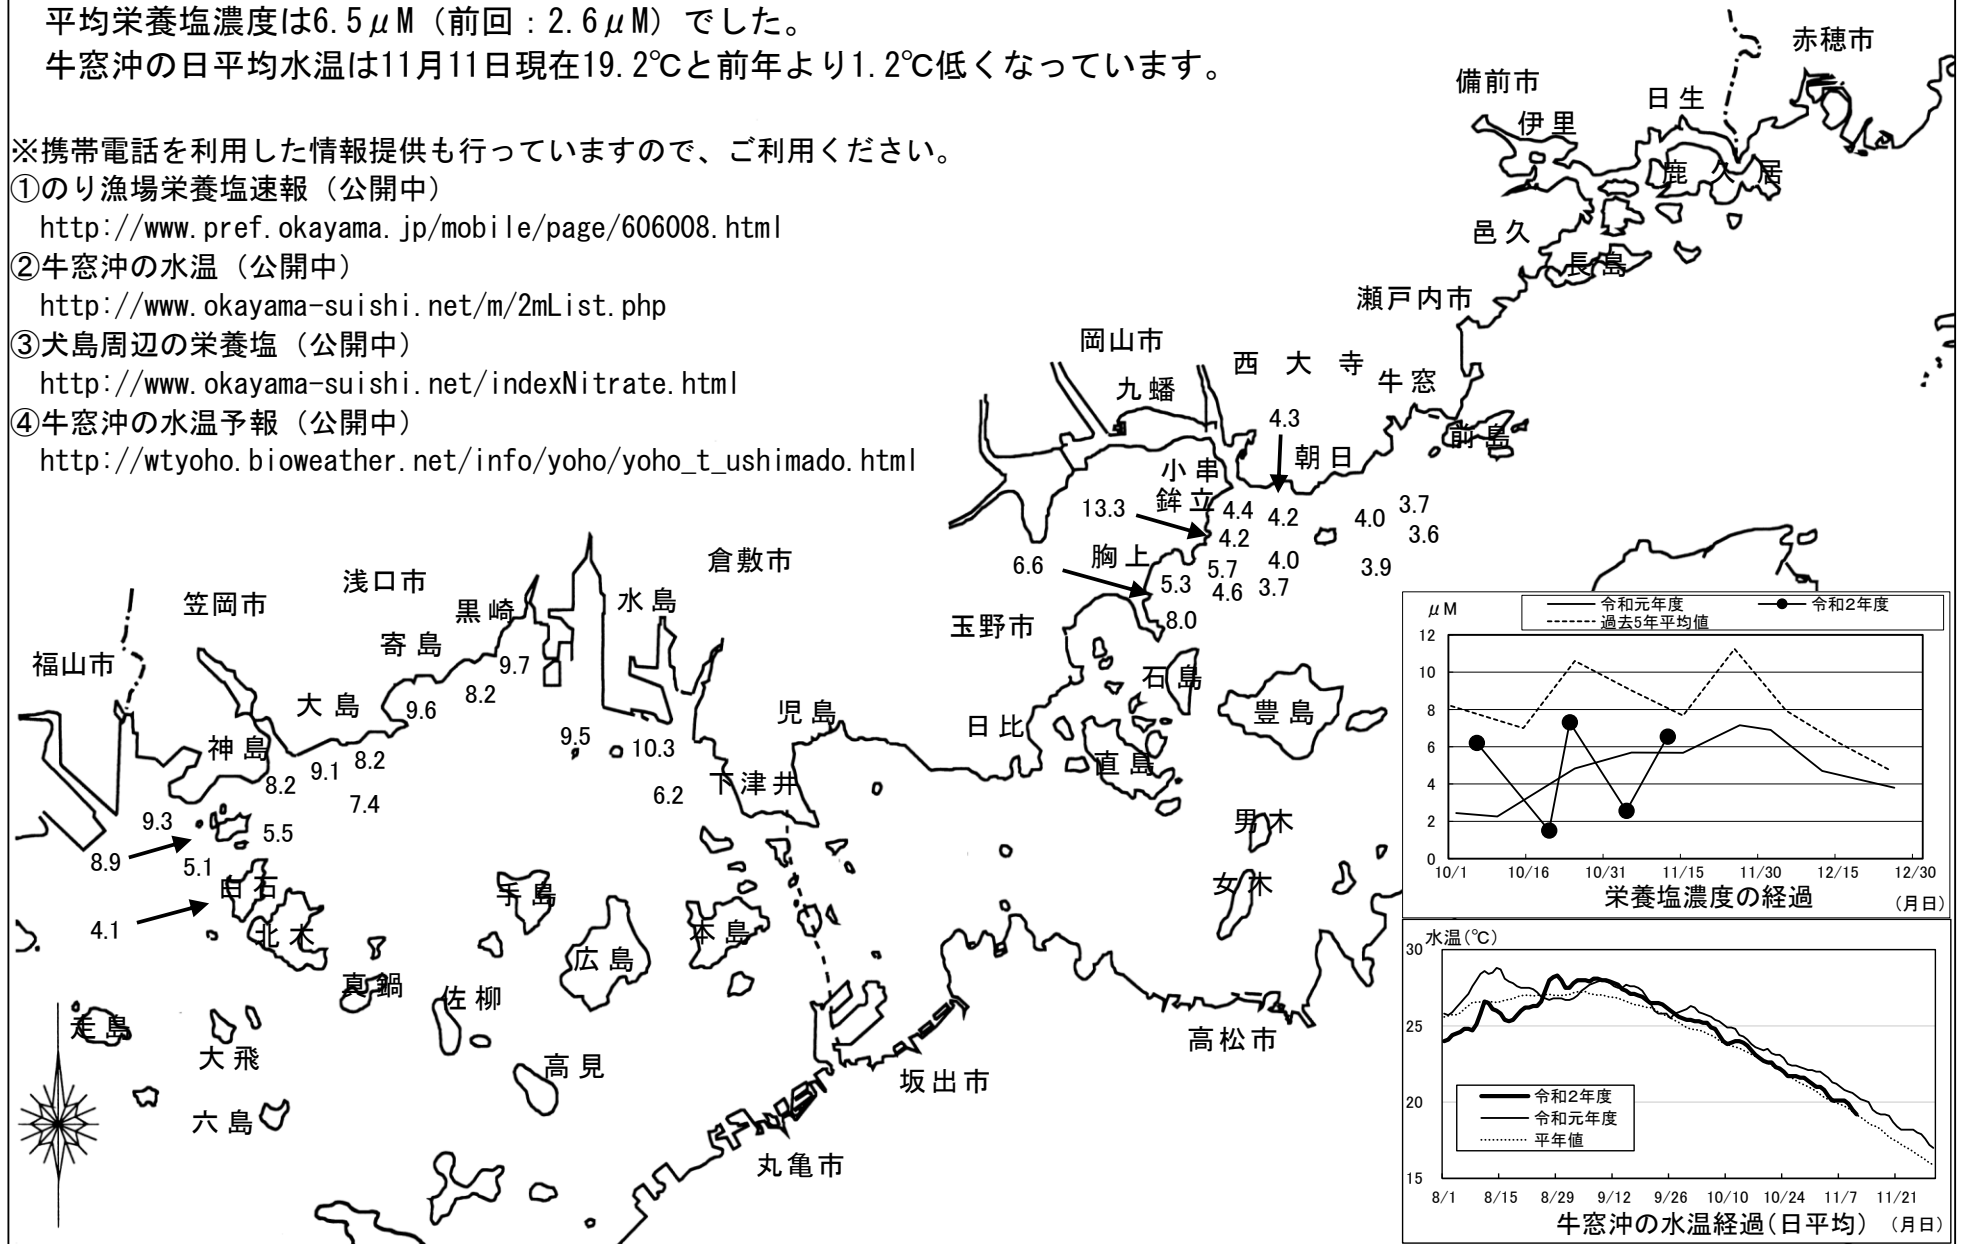 平均栄養塩濃度は6.5μM（前回：2.6μM）でした。
牛窓沖の日平均水温は11月11日現在19.2℃と前年より1.2℃低くなっています。
※携帯電話を利用した情報提供も行っていますので、ご利用ください。
①のり漁場栄養塩速報（公開中）
http://www.pref.okayama.jp/mobile/page/606008.html
②牛窓沖の水温（公開中）
http://www.okayama-suishi.net/m/2mList.php
③犬島周辺の栄養塩（公開中）
http://www.okayama-suishi.net/indexNitrate.html
④牛窓沖の水温予報（公開中）
http://wtyoho.bioweather.net/info/yoho/yoho_t_ushimado.html
赤穂市
備前市
日生
伊里
鹿久居
邑久
長島
瀬戸内市
岡山市
西大寺
九蟠
牛窓
4.3
前島
朝日
小串
鉾立
13.3
4.4
4.2
4.0
3.7
3.6
4.2
胸上
6.6
5.7
4.0
3.9
5.3
4.6
3.7
8.0
玉野市
倉敷市
浅口市
笠岡市
黒崎
水島
寄島
福山市
9.7
8.2
9.6
大島
石島
豊島
児島
日比
神島
9.5
10.3
8.2
9.1
8.2
直島
下津井
6.2
7.4
9.3
5.5
男木
8.9
5.1
白石
手島
女木
4.1
北木
本島
広島
真鍋
佐柳
走島
大飛
高見
高松市
坂出市
六島
丸亀市
μM
令和元年度
令和2年度
過去5年平均値
12
10
8
6
4
2
0
10/1
10/16
10/31
11/15
11/30
12/15
12/30
栄養塩濃度の経過
（月日）
水温(℃)
30
25
20
15
令和2年度
令和元年度
平年値
8/1
8/15
8/29
9/12
9/26
10/10
10/24
11/7
11/21
牛窓沖の水温経過(日平均)
（月日）